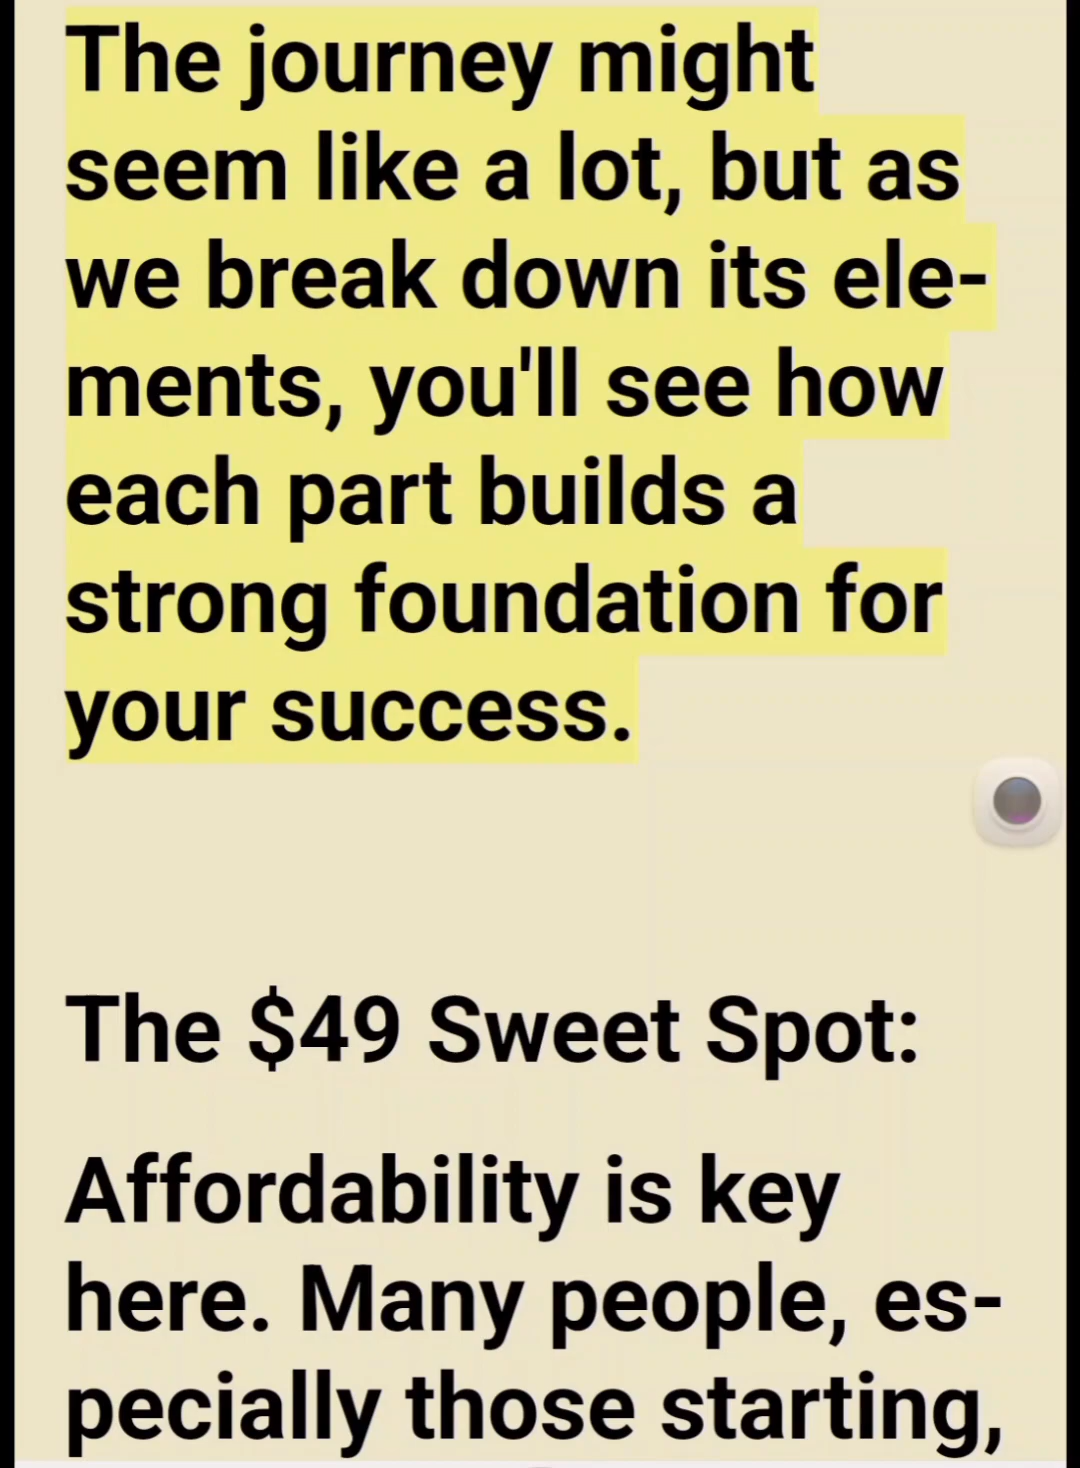 The journey might
seem like a lot, but as
we break down its ele-
ments, you'll see how
each part builds a
strong foundation for
your success.
The $49 Sweet Spot:
Affordability is key
here. Many people, es-
pecially those starting,